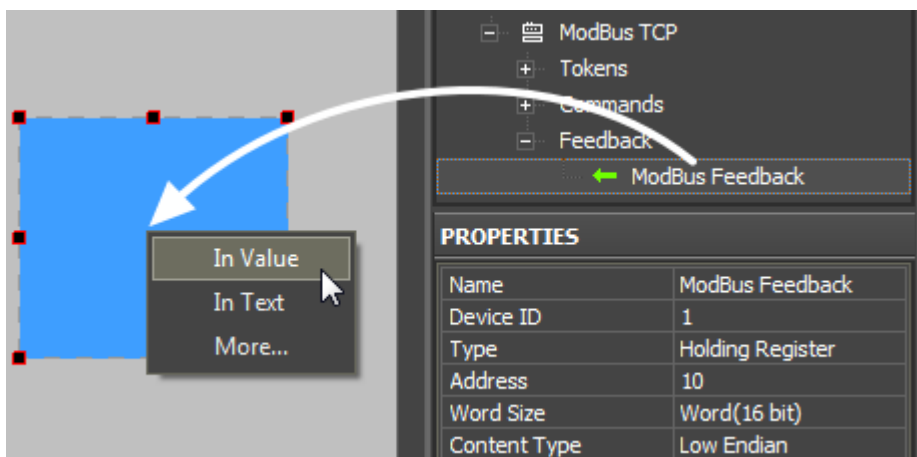 ModBus TCP
Tokens
Commands
Feedback
ModBus Feedback
In Value
In Text
More...
PROPERTIES
Name ModBus Feedback
Device ID 1
Type Holding Register
Address 10
Word Size Word(16 bit)
Content Type Low Endian